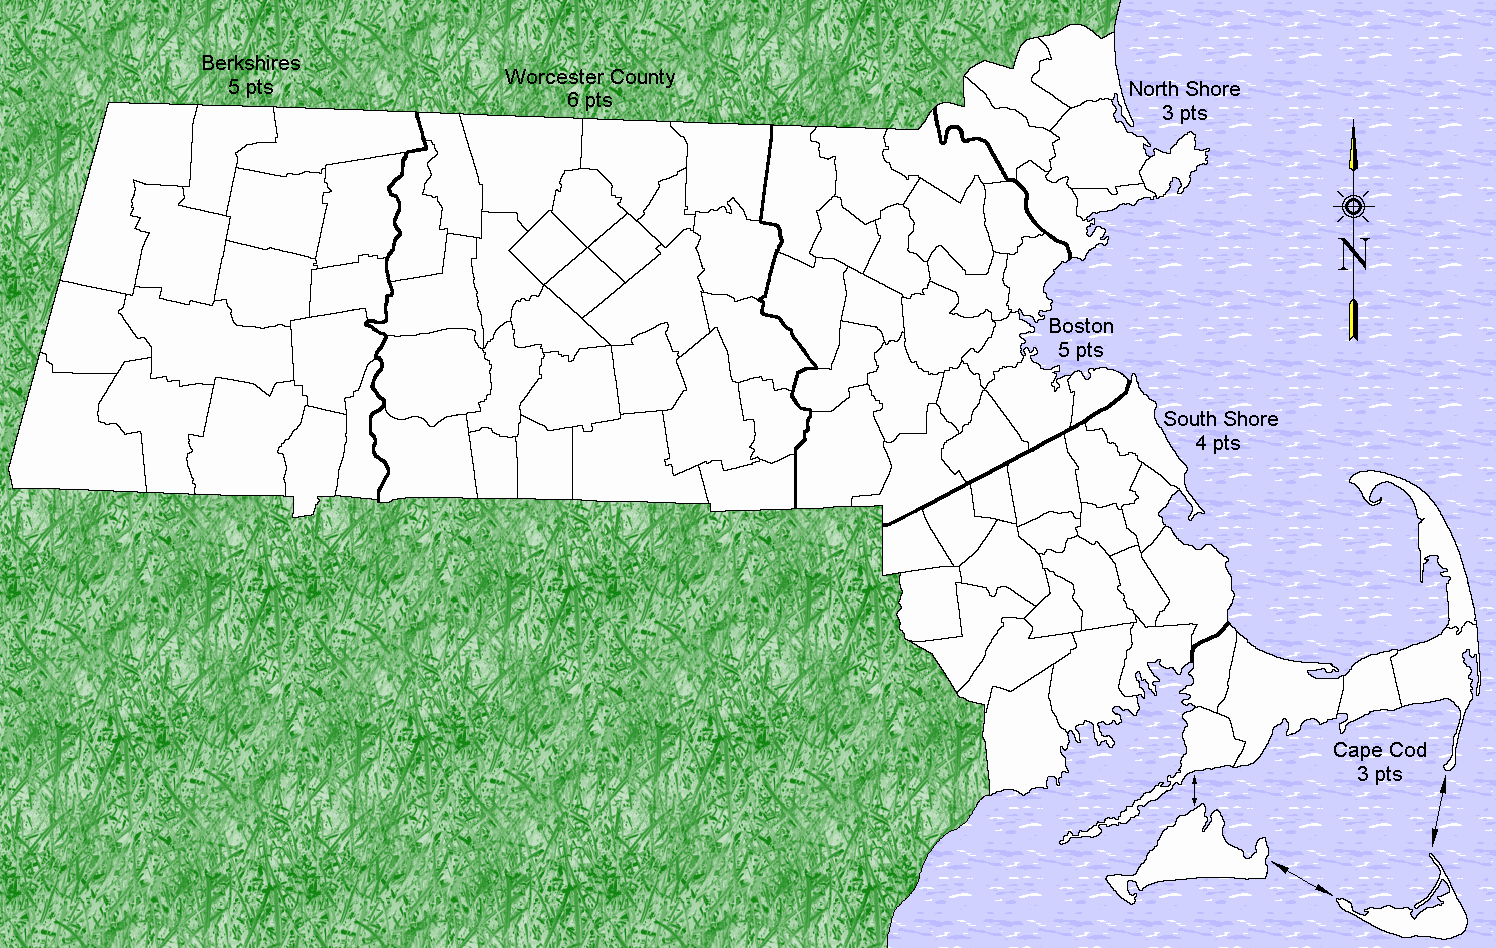 Berkshires
5 pts
Worcester County
6 pts
North Shore
3 pts
N
Boston
5 pts
South Shore
4 pts
Cape Cod
3 pts